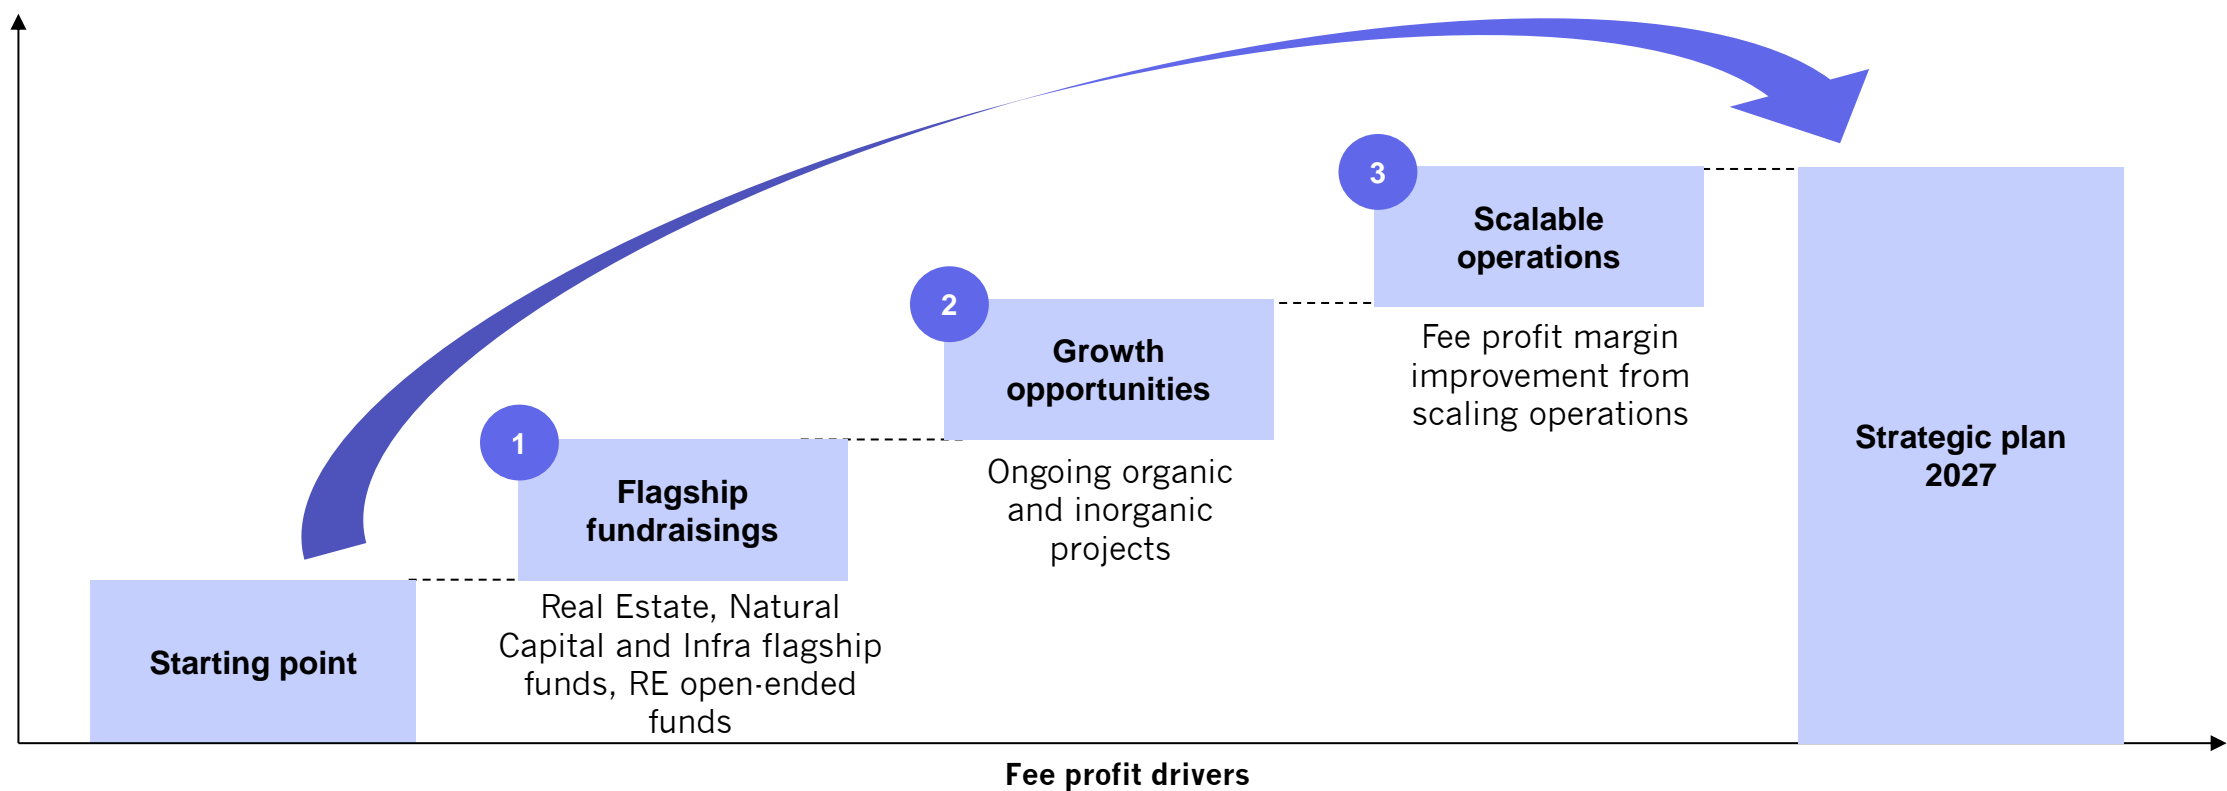 Starting point
1
Flagship
fundraisings
Real Estate, Natural
Capital and Infra flagship
funds, RE open-ended
funds
2
Growth
opportunities
Ongoing organic
and inorganic
projects
3
Scalable
operations
Fee profit margin
improvement from
scaling operations
Strategic plan
2027
Fee profit drivers